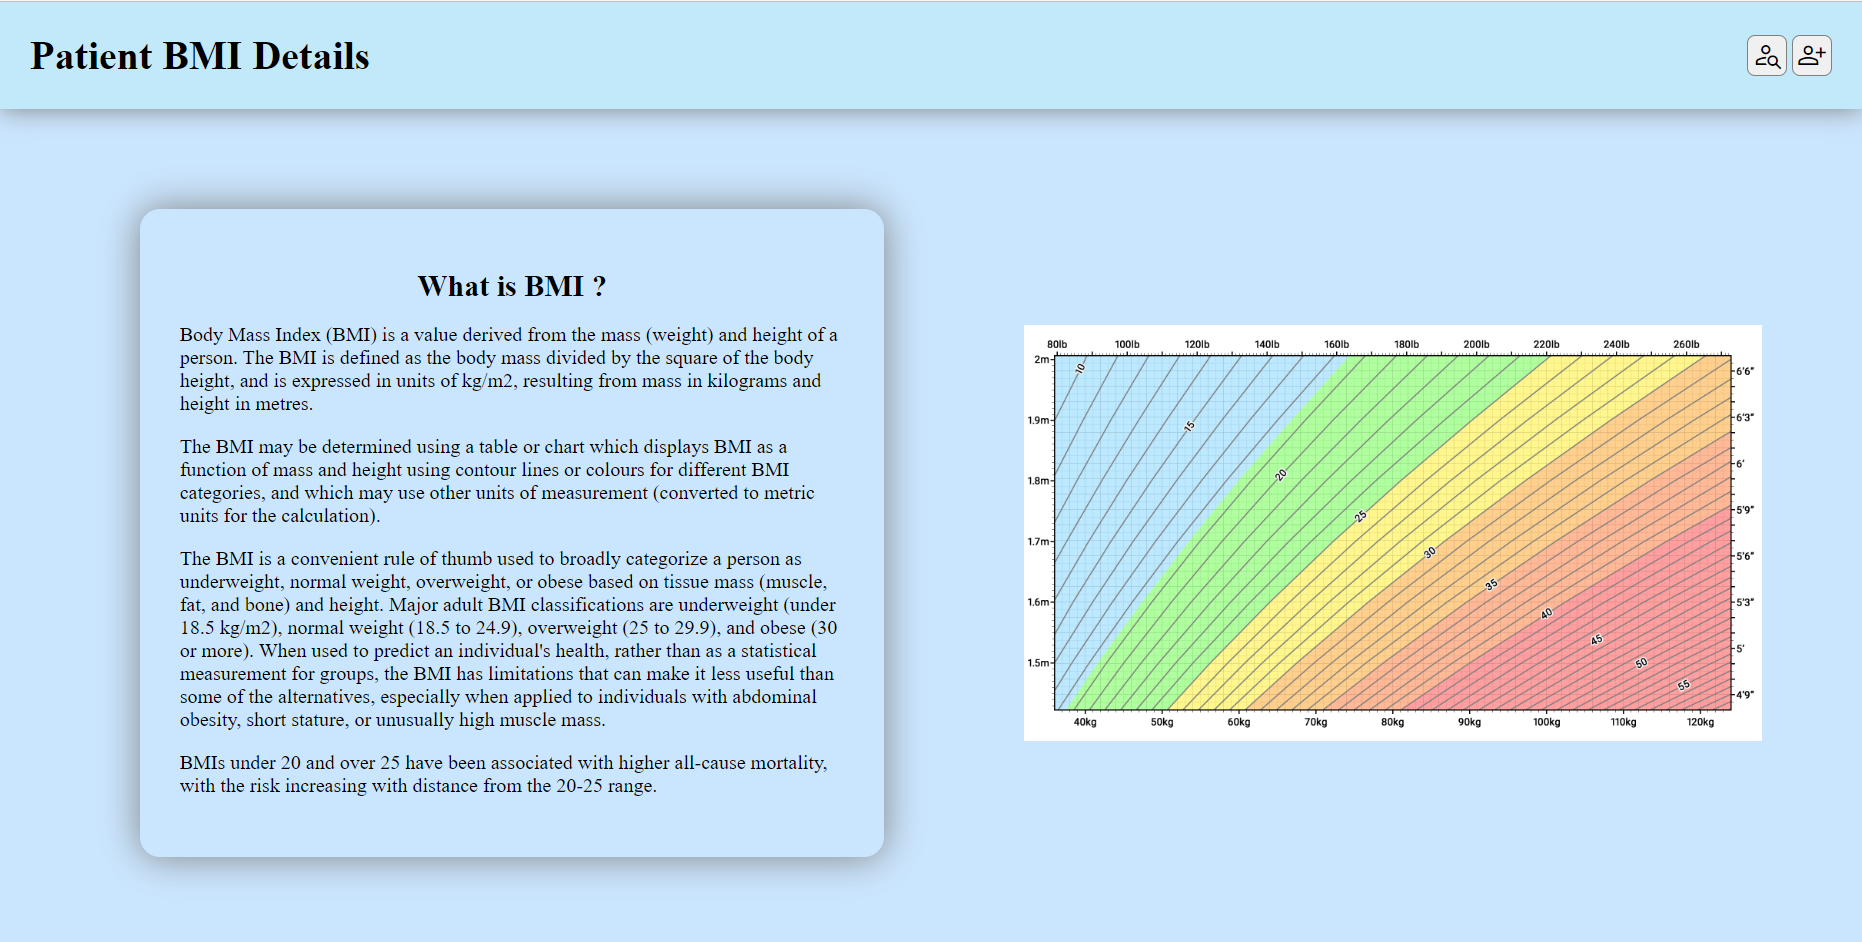 Patient BMI Details
What is BMI ?
Body Mass Index (BMI) is a value derived from the mass (weight) and height of a
person. The BMI is defined as the body mass divided by the square of the body
height, and is expressed in units of kg/m2, resulting from mass in kilograms and
height in metres.
The BMI may be determined using a table or chart which displays BMI as a
function of mass and height using contour lines or colours for different BMI
categories, and which may use other units of measurement (converted to metric
units for the calculation).
The BMI is a convenient rule of thumb used to broadly categorize a person as
underweight, normal weight, overweight, or obese based on tissue mass (muscle,
fat, and bone) and height. Major adult BMI classifications are underweight (under
18.5 kg/m2), normal weight (18.5 to 24.9), overweight (25 to 29.9), and obese (30
or more). When used to predict an individual's health, rather than as a statistical
measurement for groups, the BMI has limitations that can make it less useful than
some of the alternatives, especially when applied to individuals with abdominal
obesity, short stature, or unusually high muscle mass.
BMIs under 20 and over 25 have been associated with higher all-cause mortality,
with the risk increasing with distance from the 20-25 range.
80lb 100lb 120lb 140lb 160lb 180lb 200lb 220lb 240lb 260lb
2m
1.9m
1.8m
1.7m
1.6m
1.5m
10
15
20
25
30
35
40
45
50
55
6'6"
6'3"
6'
5'9"
5'6"
5'3"
5'
4'9"
40kg 50kg 60kg 70kg 80kg 90kg 100kg 110kg 120kg